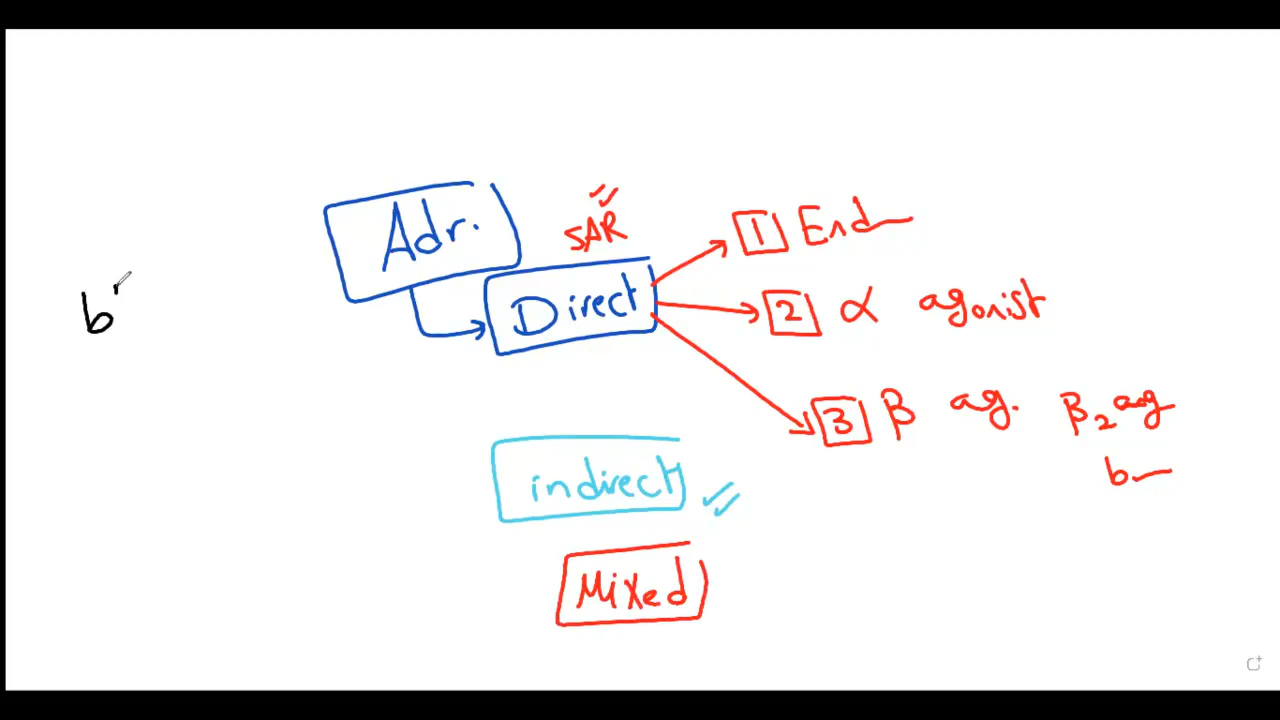 Adr.
SAR
Direct
1 End
2 α agonist
3 β ag. β₂ ag
b
indirect
Mixed
b